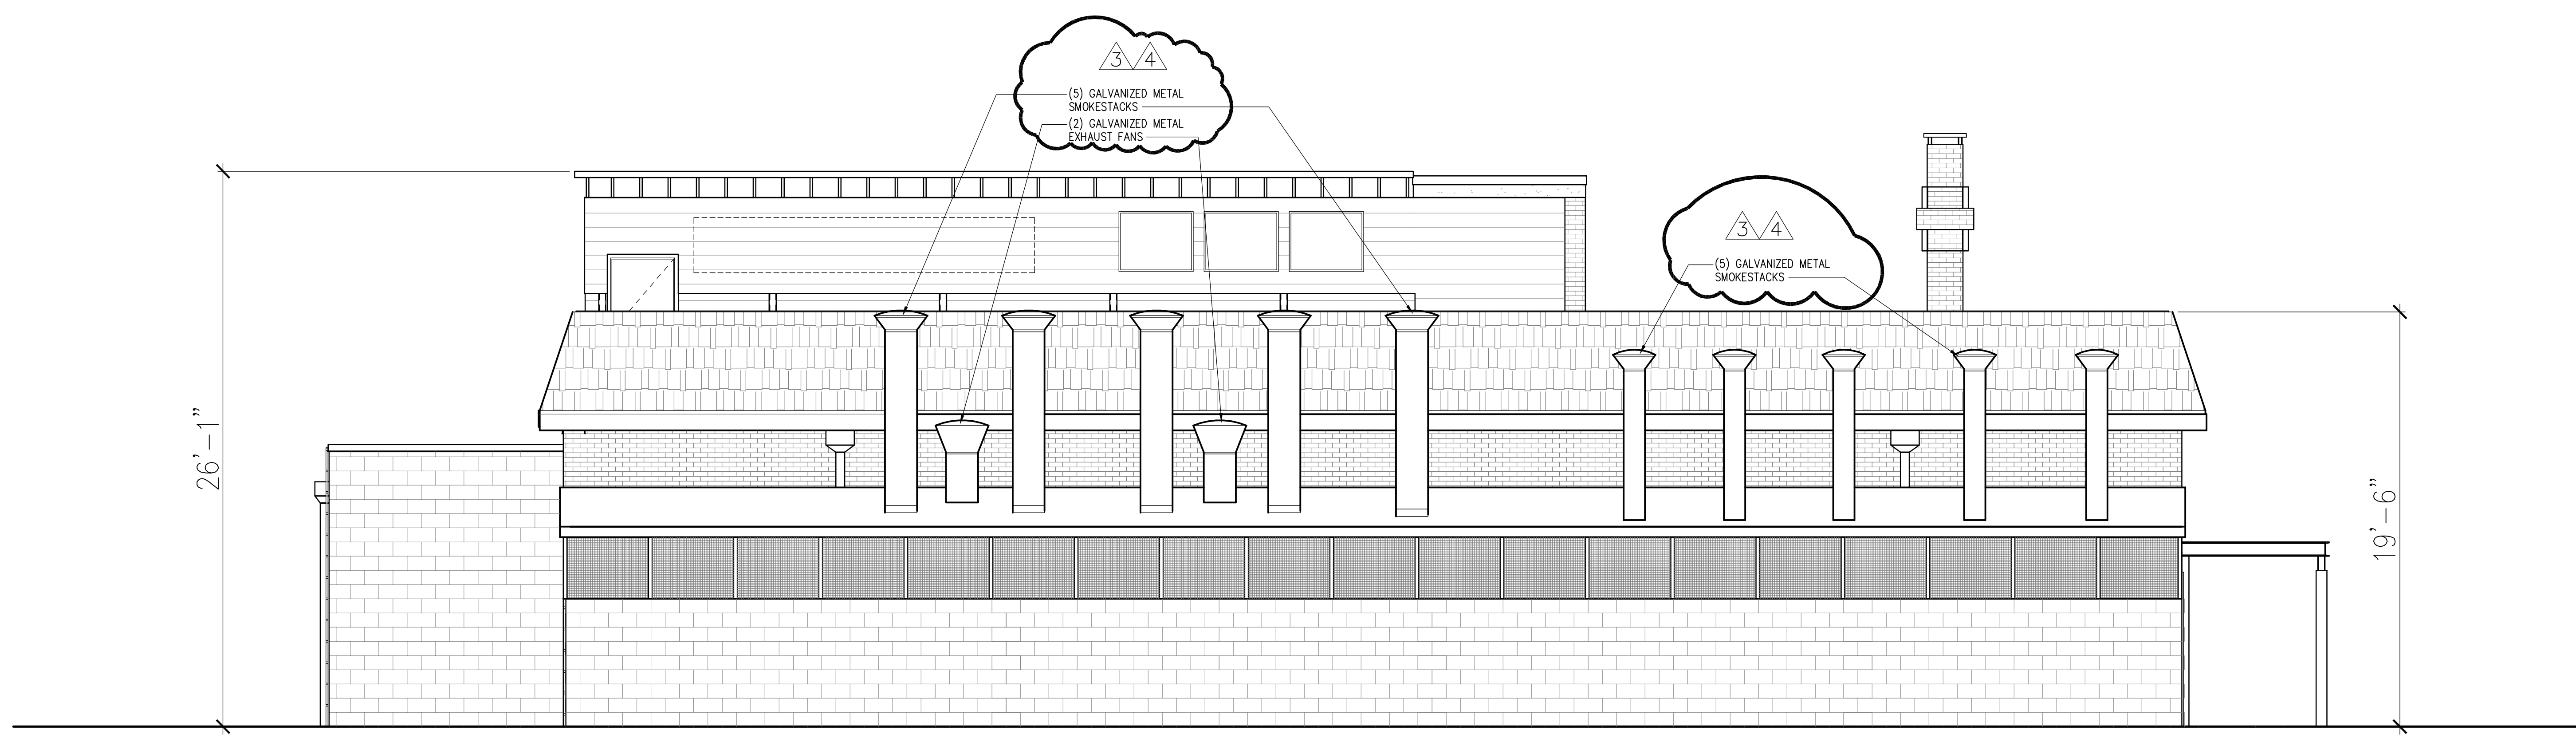 3 4
(5) GALVANIZED METAL
SMOKESTACKS
(2) GALVANIZED METAL
EXHAUST FANS
3 4
(5) GALVANIZED METAL
SMOKESTACKS
26'-1"
19'-6"